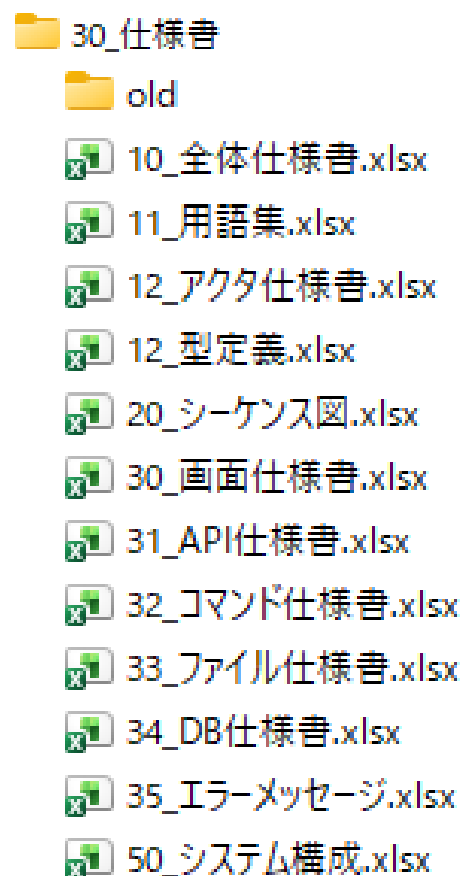 30_仕様書
old
10_全体仕様書.xlsx
11_用語集.xlsx
12_アクタ仕様書.xlsx
12_型定義.xlsx
20_シーケンス図.xlsx
30_画面仕様書.xlsx
31_API仕様書.xlsx
32_コマンド仕様書.xlsx
33_ファイル仕様書.xlsx
34_DB仕様書.xlsx
35_エラーメッセージ.xlsx
50_システム構成.xlsx